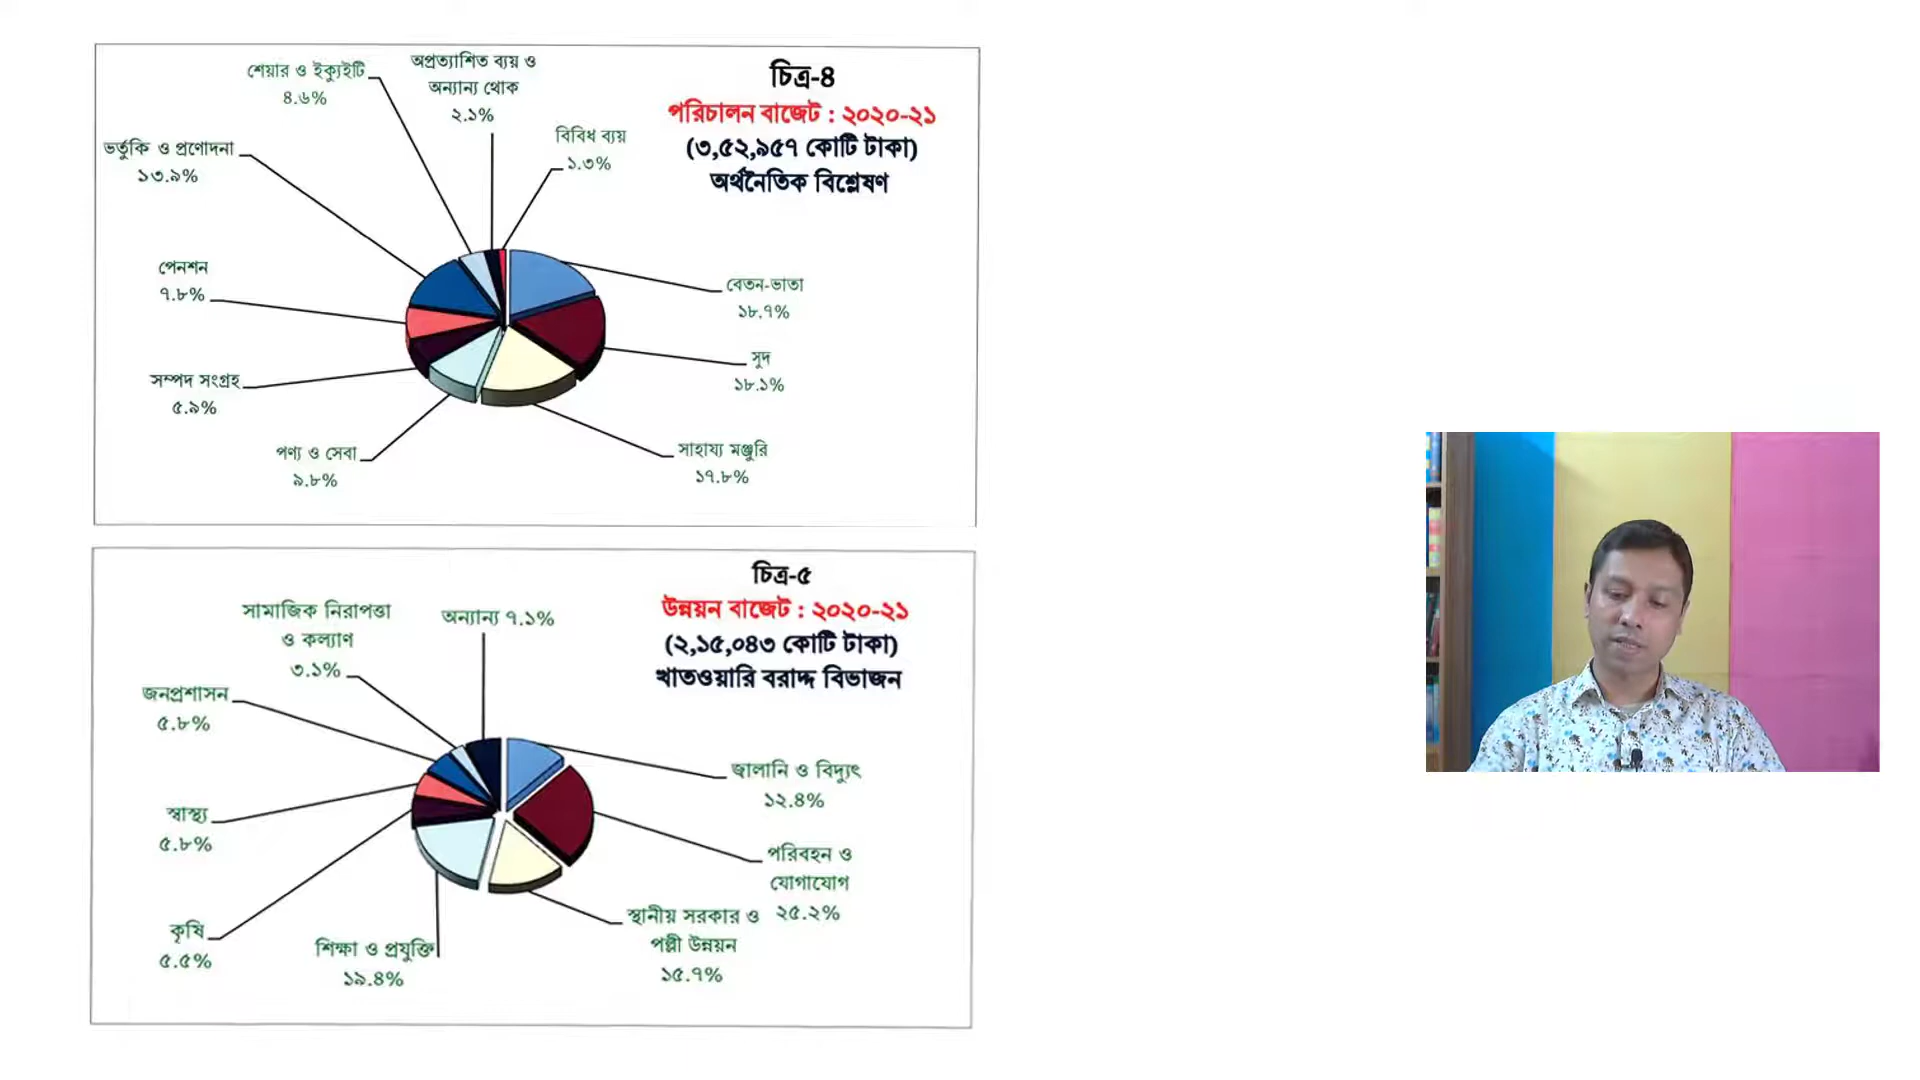 চিত্র-৪
পরিচালন বাজেট : ২০২০-২১
(৩,৫২,৯৫৭ কোটি টাকা)
অর্থনৈতিক বিশ্লেষণ
শেয়ার ও ইক্যুইটি
৪.৬%
অপ্রত্যাশিত ব্যয় ও
অন্যান্য থোক
২.১%
বিবিধ ব্যয়
১.৩%
ভর্তুকি ও প্রণোদনা
১৩.৯%
পেনশন
৭.৮%
বেতন-ভাতা
১৮.৭%
সুদ
১৮.১%
সম্পদ সংগ্রহ
৫.৯%
পণ্য ও সেবা
৯.৮%
সাহায্য মঞ্জুরি
১৭.৮%
চিত্র-৫
উন্নয়ন বাজেট : ২০২০-২১
(২,১৫,০৪৩ কোটি টাকা)
খাতওয়ারি বরাদ্দ বিভাজন
সামাজিক নিরাপত্তা
ও কল্যাণ
৩.১%
অন্যান্য ৭.১%
জনপ্রশাসন
৫.৮%
জ্বালানি ও বিদ্যুৎ
১২.৪%
স্বাস্থ্য
৫.৮%
পরিবহন ও
যোগাযোগ
২৫.২%
স্থানীয় সরকার ও
পল্লী উন্নয়ন
১৫.৭%
কৃষি
৫.৫%
শিক্ষা ও প্রযুক্তি
১৯.৪%